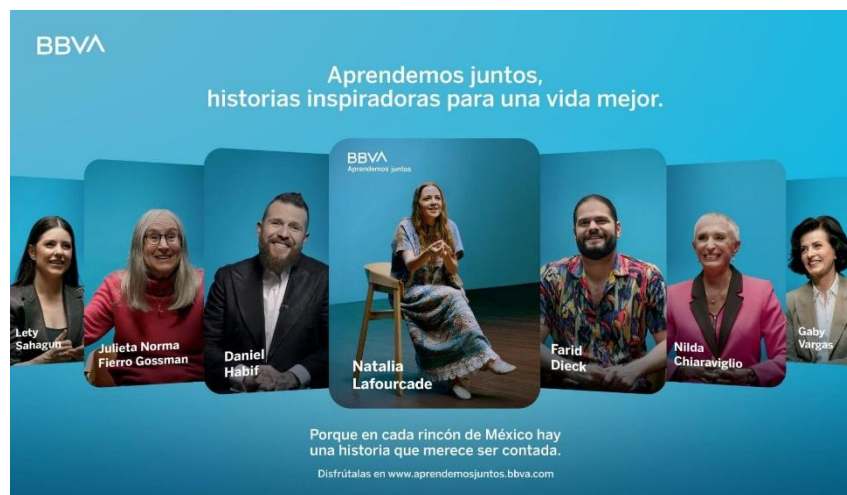 BBVA
Aprendemos juntos,
historias inspiradoras para una vida mejor.
BBVA
Aprendemos juntos
Lety
Sahagun
Julieta Norma
Fierro Gossman
Daniel
Habif
Natalia
Lafourcade
Farid
Dieck
Nilda
Chiaraviglio
Gaby
Vargas
Porque en cada rincón de México hay
una historia que merece ser contada.
Disfrútalas en www.aprendemosjuntos.bbva.com